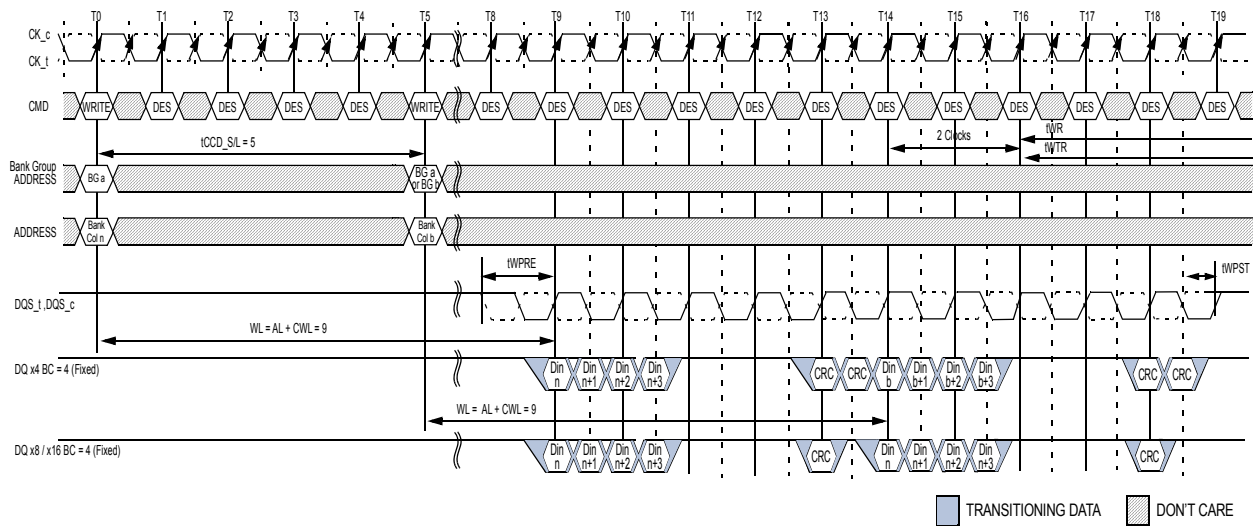 T0 T1 T2 T3 T4 T5 T8 T9 T10 T11 T12 T13 T14 T15 T16 T17 T18 T19
CK_c
CK_t
CMD WRITE DES DES DES DES WRITE DES DES DES DES DES DES DES DES DES DES DES DES
tCCD_S/L = 5 2 Clocks tWR
tWTR
Bank Group
ADDRESS BG a BG a
or BG b
ADDRESS Bank
Col n Bank
Col b
tWPRE tWPST
DQS_t ,DQS_c
WL = AL + CWL = 9
DQ x4 BC = 4 (Fixed) Din
n Din
n+1 Din
n+2 Din
n+3 CRC CRC Din
b Din
b+1 Din
b+2 Din
b+3 CRC CRC
WL = AL + CWL = 9
DQ x8 / x16 BC = 4 (Fixed) Din
n Din
n+1 Din
n+2 Din
n+3 CRC Din
n Din
n+1 Din
n+2 Din
n+3 CRC
TRANSITIONING DATA DON'T CARE